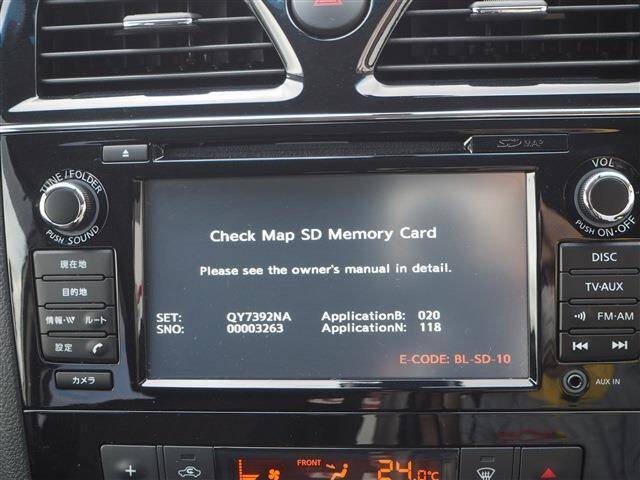 SD MAP
TUNE/FOLDER
PUSH SOUND
VOL
PUSH ON·OFF
Check Map SD Memory Card
Please see the owner's manual in detail.
SET: QY7392NA ApplicationB: 020
SNO: 00003263 ApplicationN: 118
E-CODE: BL-SD-10
現在地
目的地
情報・VV ルート
設定
カメラ
DISC
TV·AUX
FM·AM
AUX IN
FRONT
24.0℃